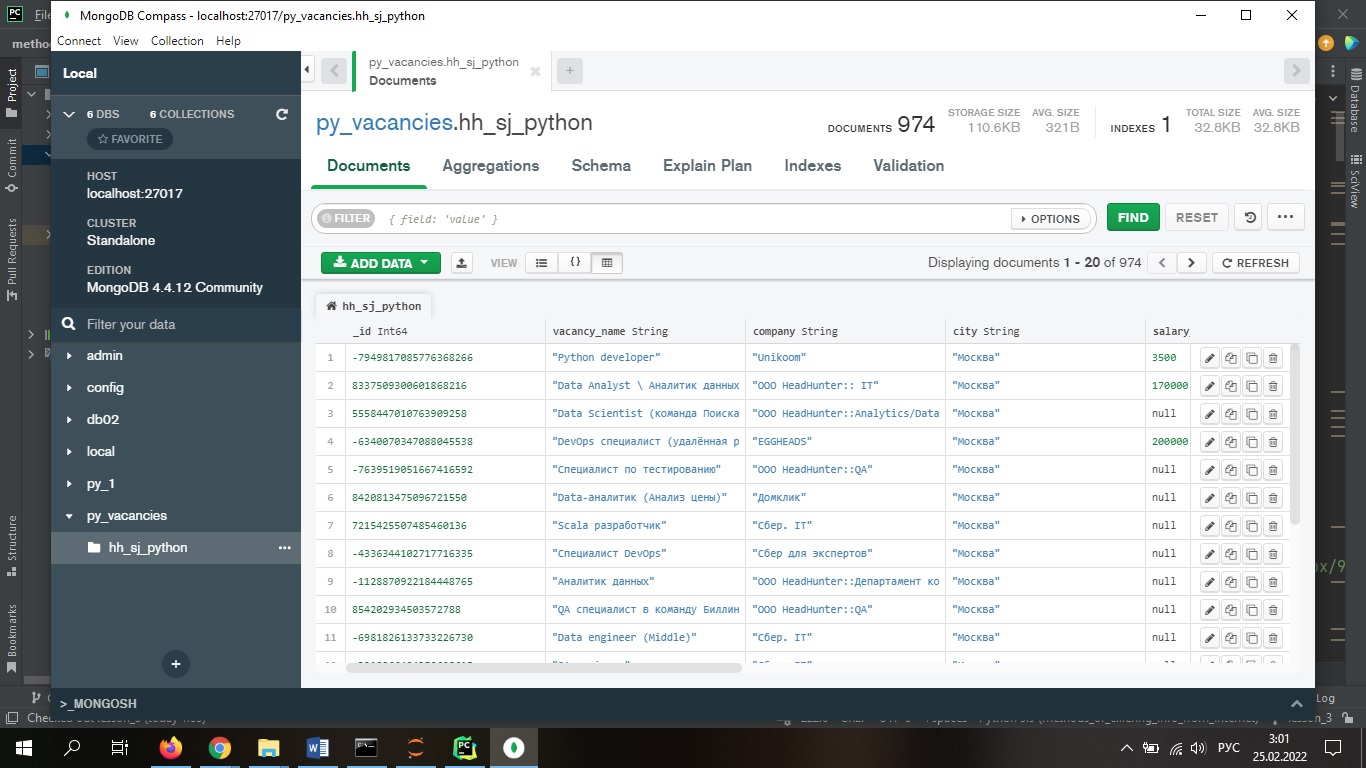 File
MongoDB Compass - localhost:27017/py_vacancies.hh_sj_python
Connect View Collection Help
Project
Commit
Pull Requests
Structure
Bookmarks
Local
6 DBS 6 COLLECTIONS
FAVORITE
HOST
localhost:27017
CLUSTER
Standalone
EDITION
MongoDB 4.4.12 Community
Filter your data
admin
config
db02
local
py_1
py_vacancies
hh_sj_python
py_vacancies.hh_sj_python
Documents
py_vacancies.hh_sj_python
DOCUMENTS 974
STORAGE SIZE 110.6KB
AVG. SIZE 321B
INDEXES 1
TOTAL SIZE 32.8KB
AVG. SIZE 32.8KB
Documents Aggregations Schema Explain Plan Indexes Validation
FILTER { field: 'value' } OPTIONS FIND RESET
ADD DATA VIEW {} Displaying documents 1 - 20 of 974 REFRESH
hh_sj_python
_id Int64 vacancy_name String company String city String salary
1 -7949817085776368266 "Python developer" "Unikoom" "Москва" 3500
2 8337509300601868216 "Data Analyst \ Аналитик данных "ООО HeadHunter:: IT" "Москва" 170000
3 5558447010763909258 "Data Scientist (команда Поиска "ООО HeadHunter::Analytics/Data "Москва" null
4 -6340070347088045538 "DevOps специалист (удалённая р "EGGHEADS" "Москва" 200000
5 -7639519051667416592 "Специалист по тестированию" "ООО HeadHunter::QA" "Москва" null
6 8420813475096721550 "Data-аналитик (Анализ цены)" "Домклик" "Москва" null
7 7215425507485460136 "Scala разработчик" "Сбер. IT" "Москва" null
8 -4336344102717716335 "Специалист DevOps" "Сбер для экспертов" "Москва" null
9 -1128870922184448765 "Аналитик данных" "ООО HeadHunter::Департамент ко "Москва" null
10 854202934503572788 "QA специалист в команду Биллин "ООО HeadHunter::QA" "Москва" null
11 -6981826133733226730 "Data engineer (Middle)" "Сбер. IT" "Москва" null
>_MONGOSH
Database
SciView
Log
РУС
3:01
25.02.2022